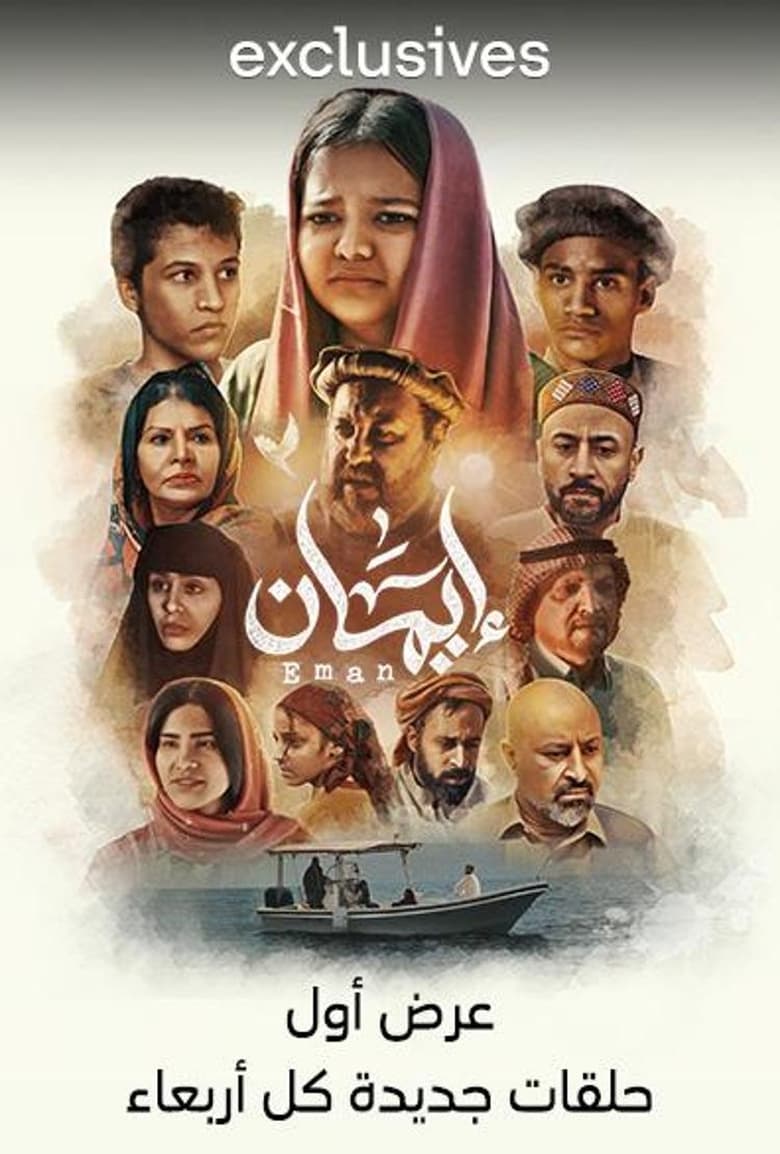 exclusives
إيمان
Eman
عرض أول
حلقات جديدة كل أربعاء